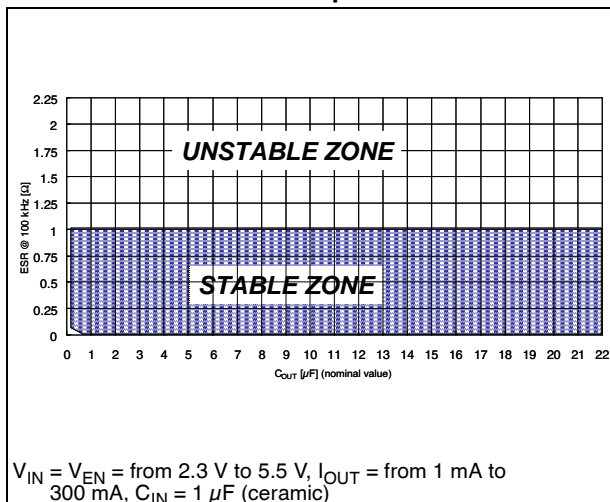 2.25
2
1.75
1.5
1.25
1
0.75
0.5
0.25
0
ESR @ 100 kHz [Ω]
UNSTABLE ZONE
STABLE ZONE
0 1 2 3 4 5 6 7 8 9 10 11 12 13 14 15 16 17 18 19 20 21 22
COUT [µF] (nominal value)
VIN = VEN = from 2.3 V to 5.5 V, IOUT = from 1 mA to
300 mA, CIN = 1 µF (ceramic)